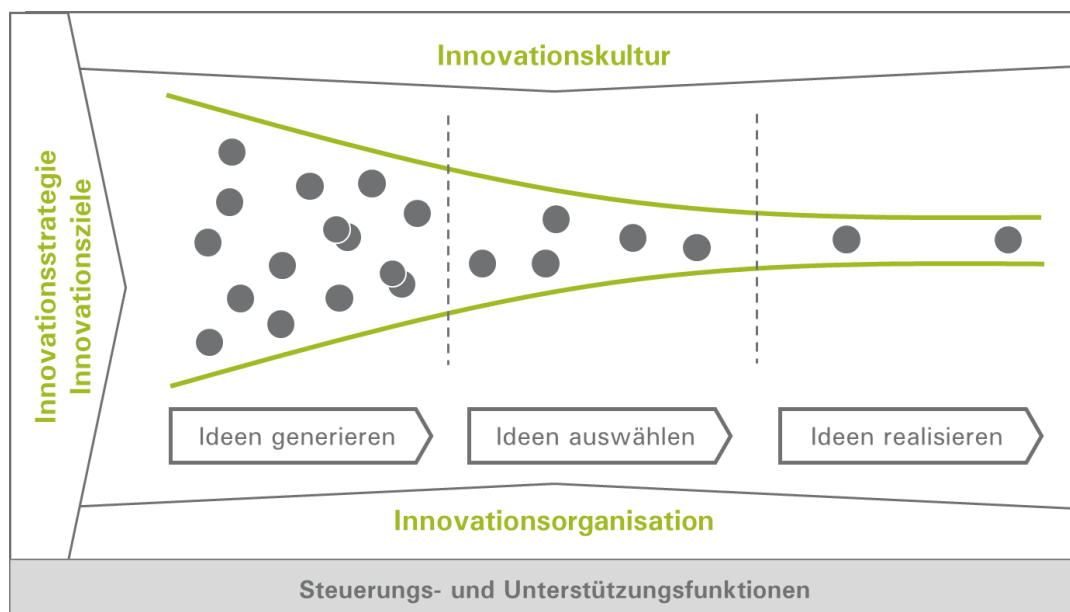 Innovationskultur
Innovationsstrategie
Innovationsziele
Ideen generieren
Ideen auswählen
Ideen realisieren
Innovationsorganisation
Steuerungs- und Unterstützungsfunktionen